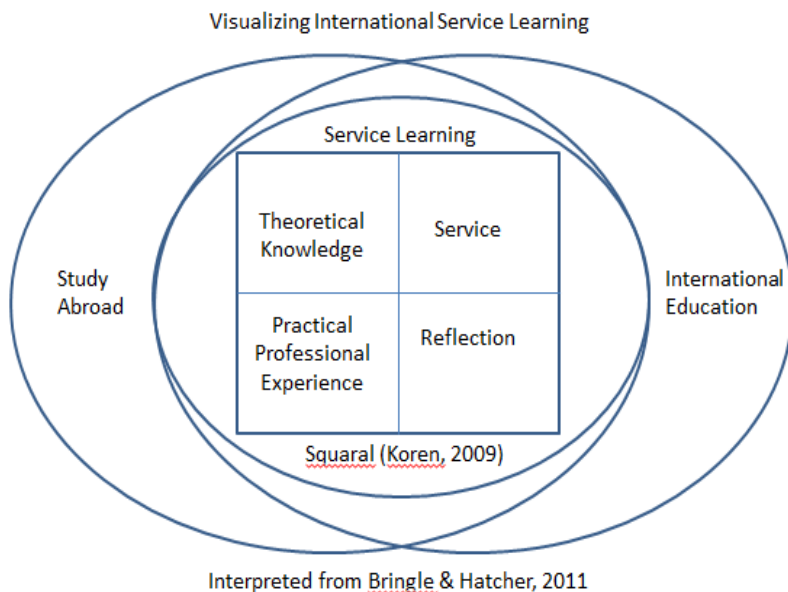 Visualizing International Service Learning
Service Learning
Theoretical
Knowledge
Service
Study
Abroad
International
Education
Practical
Professional
Experience
Reflection
Squaral (Koren, 2009)
Interpreted from Bringle & Hatcher, 2011